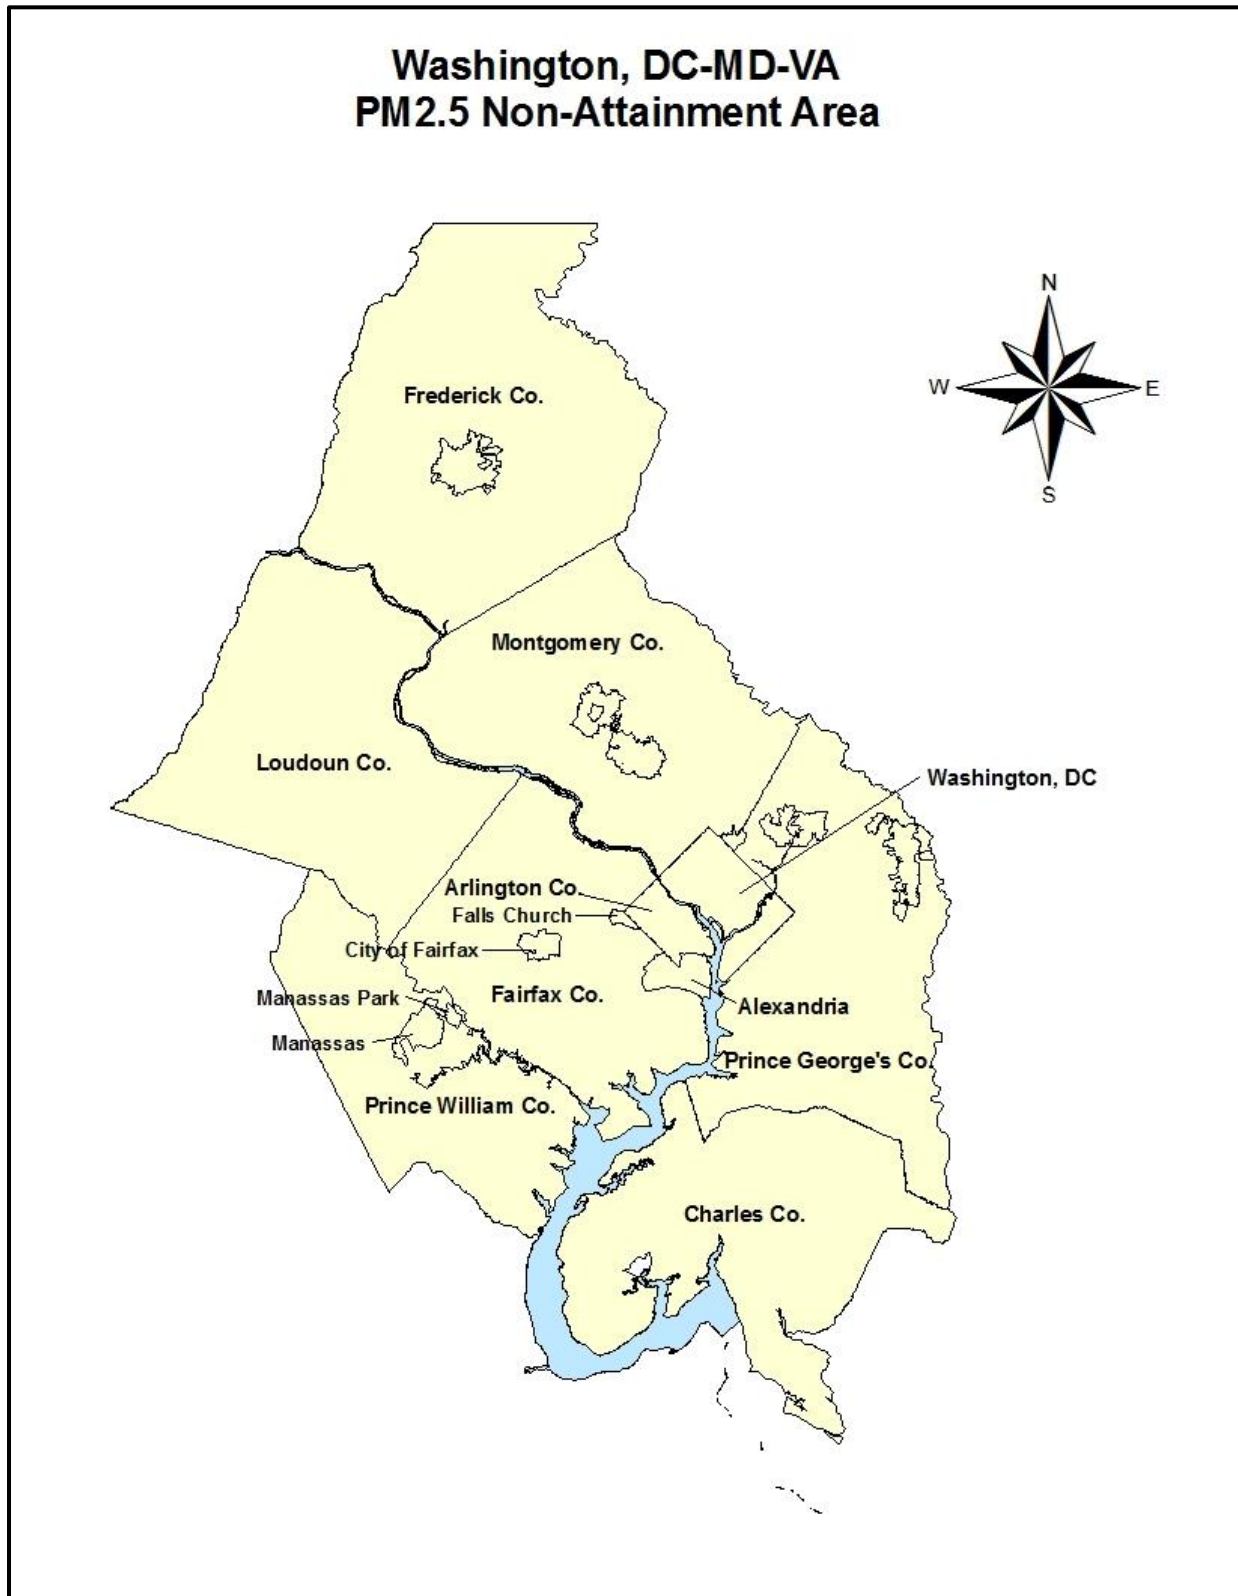 Washington, DC-MD-VA
PM2.5 Non-Attainment Area
N
W
E
S
Frederick Co.
Montgomery Co.
Loudoun Co.
Washington, DC
Arlington Co.
Falls Church
City of Fairfax
Fairfax Co.
Manassas Park
Alexandria
Manassas
Prince George's Co.
Prince William Co.
Charles Co.